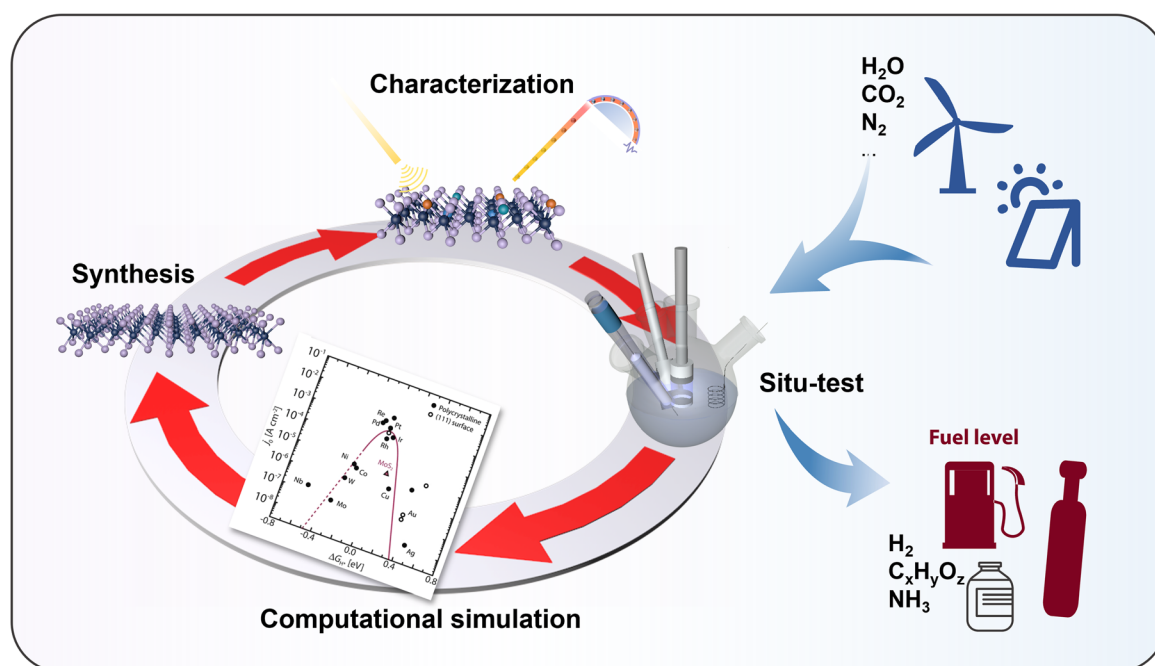 Characterization
H₂O
CO₂
N₂
...
Synthesis
Situ-test
10⁻¹
10⁻²
10⁻³
10⁻⁴
10⁻⁵
10⁻⁶
10⁻⁷
10⁻⁸
j₀ [A cm⁻²]
Polycrystalline
(111) surface
Re
Pd
Pt
Ir
Rh
Ni
Co
MoS₂
W
Nb
Mo
Cu
Au
Ag
-0.8
-0.4
0.0
0.4
0.8
ΔG_H* [eV]
Computational simulation
Fuel level
H₂
CₓHᵧO_z
NH₃